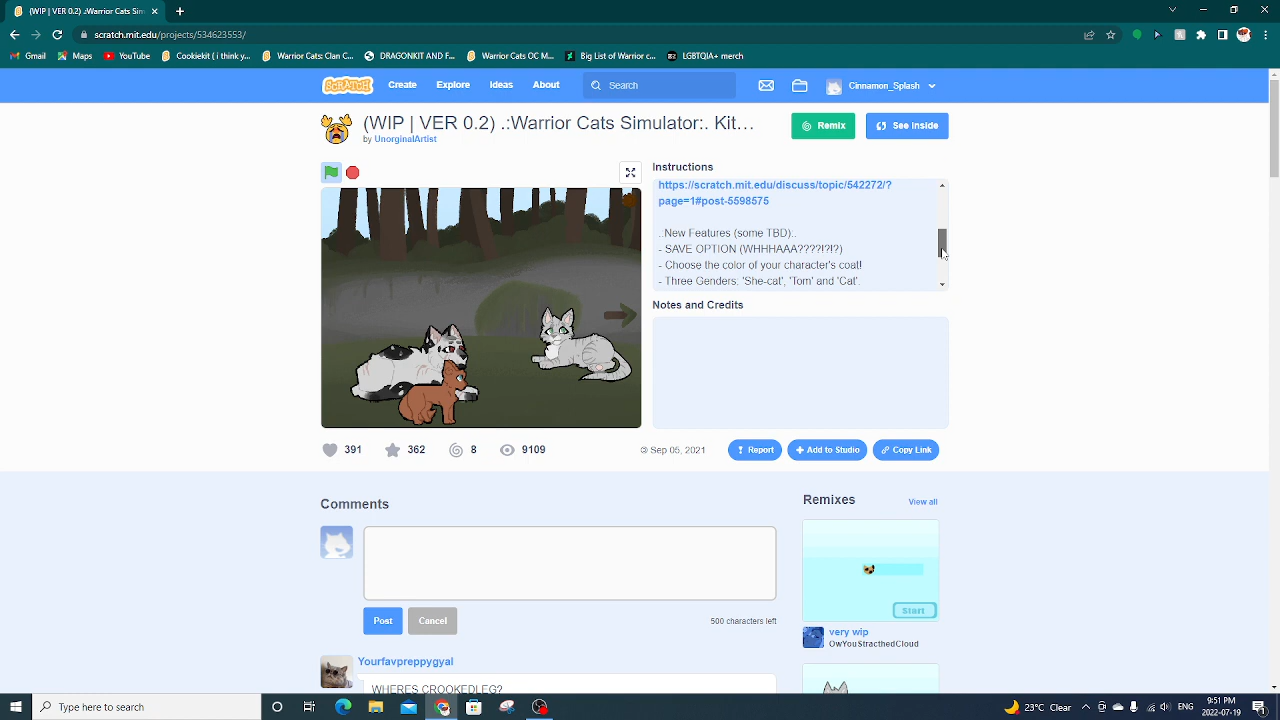 (WIP | VER 0.2) .:Warrior Cats Sim
scratch.mit.edu/projects/534623553/
Gmail
Maps
YouTube
Cookiekit ( i think y...
Warrior Cats Clan C...
DRAGONKIT AND F...
Warrior Cats OC M...
Big List of Warrior c...
LGBTQIA+ merch
SCRATCH
Create
Explore
Ideas
About
Search
Cinnamon_Splash
(WIP | VER 0.2) .:Warrior Cats Simulator:. Kit…
by UnorginalArtist
Remix
See inside
Instructions
https://scratch.mit.edu/discuss/topic/542272/?
page=1#post-5598575
.:New Features (some TBD):.
- SAVE OPTION (WHHHAAA????!?!?)
- Choose the color of your character's coat!
- Three Genders; 'She-cat', 'Tom' and 'Cat'.
Notes and Credits
391
362
8
9109
© Sep 05, 2021
Report
Add to Studio
Copy Link
Comments
Remixes
View all
Post
Cancel
500 characters left
Start
very wip
OwYouStracthedCloud
Yourfavpreppygyal
WHERES CROOKEDLEG?
Type here to search
23°C Clear
9:51 PM
2022-07-19